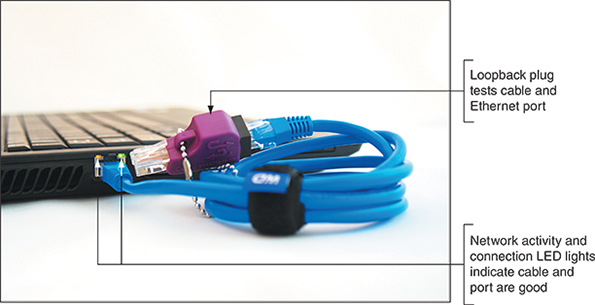 Loopback plug
tests cable and
Ethernet port
Network activity and
connection LED lights
indicate cable and
port are good